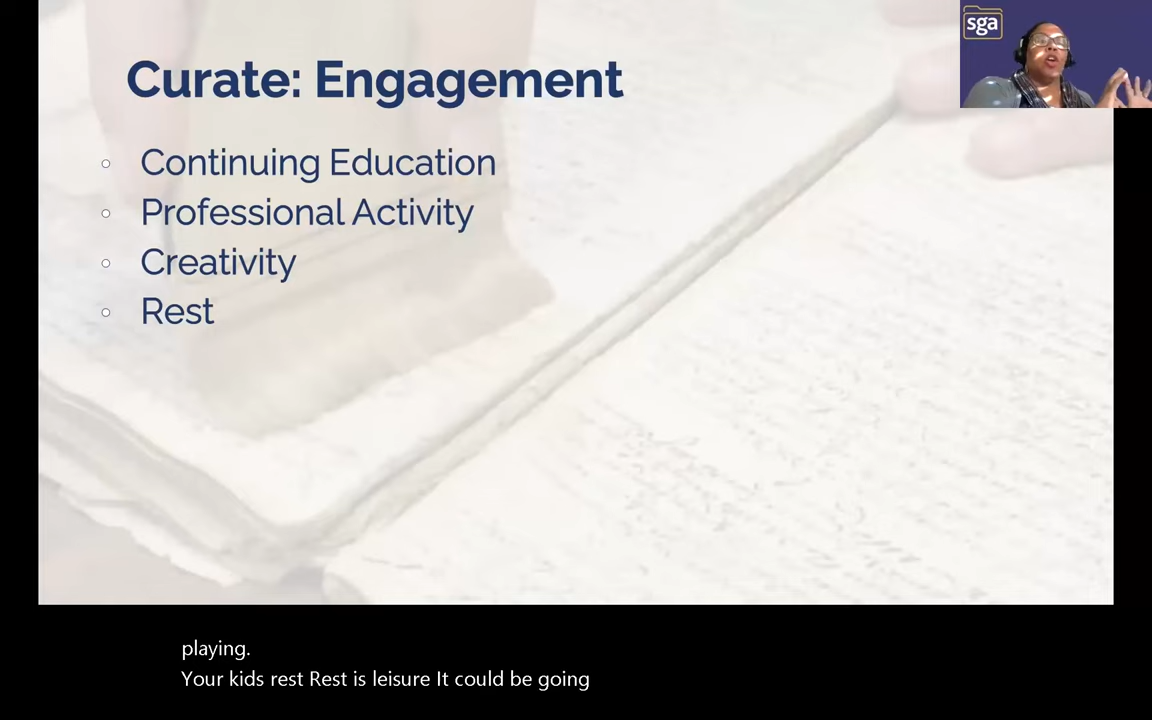 Curate: Engagement
sga
Continuing Education
Professional Activity
Creativity
Rest
playing.
Your kids rest Rest is leisure It could be going